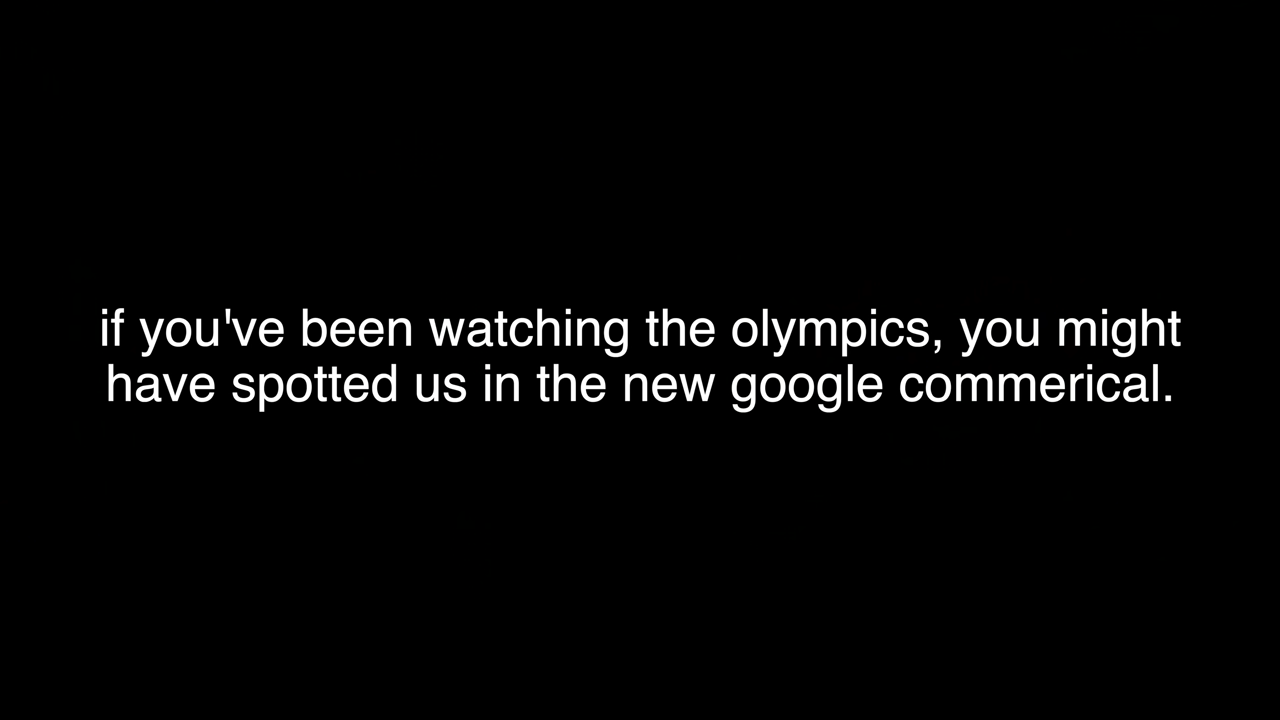 if you've been watching the olympics, you might
have spotted us in the new google commerical.